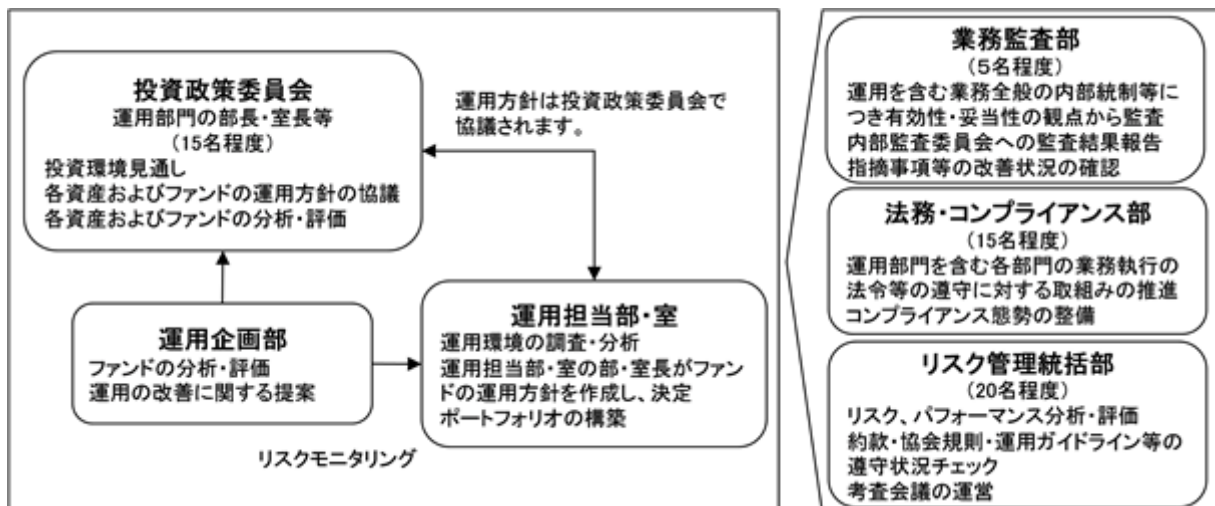 投資政策委員会
運用部門の部長・室長等
(15名程度)
投資環境見通し
各資産およびファンドの運用方針の協議
各資産およびファンドの分析・評価
運用方針は投資政策委員会で
協議されます。
運用企画部
ファンドの分析・評価
運用の改善に関する提案
運用担当部・室
運用環境の調査・分析
運用担当部・室の部・室長がファン
ドの運用方針を作成し、決定
ポートフォリオの構築
リスクモニタリング
業務監査部
(5名程度)
運用を含む業務全般の内部統制等に
つき有効性・妥当性の観点から監査
内部監査委員会への監査結果報告
指摘事項等の改善状況の確認
法務・コンプライアンス部
(15名程度)
運用部門を含む各部門の業務執行の
法令等の遵守に対する取組みの推進
コンプライアンス態勢の整備
リスク管理統括部
(20名程度)
リスク、パフォーマンス分析・評価
約款・協会規則・運用ガイドライン等の
遵守状況チェック
考査会議の運営